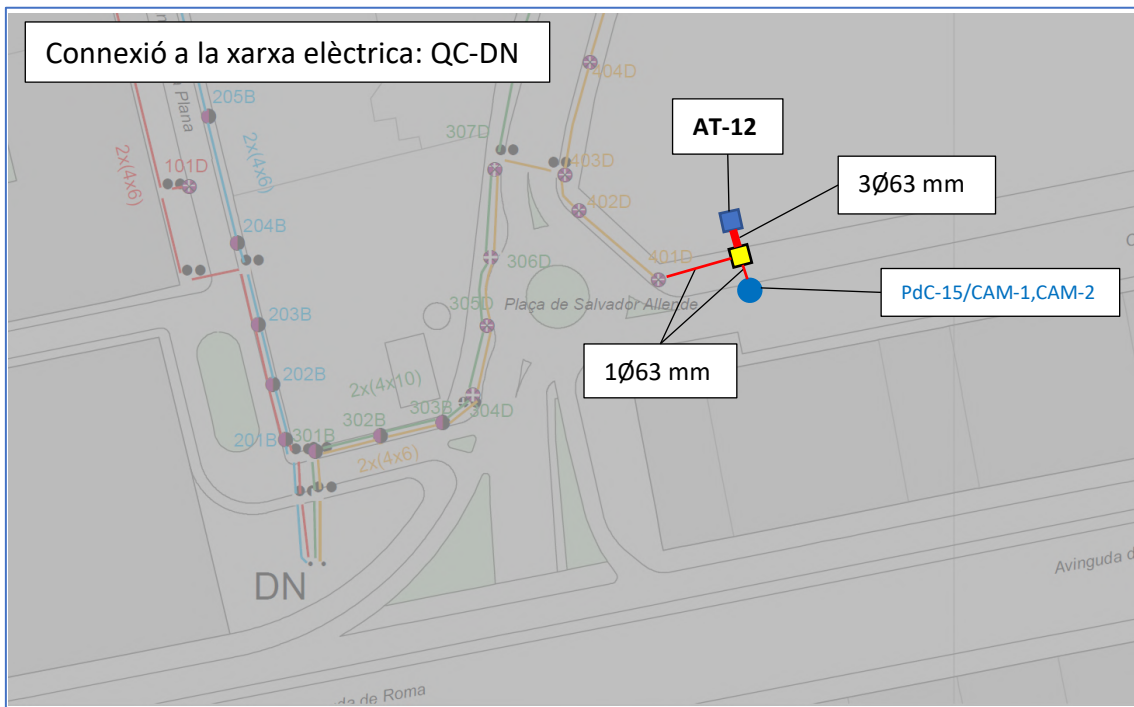 Connexió a la xarxa elèctrica: QC-DN
404D
205B
Plana
AT-12
307D
2x(4x6)
2x(4x6)
101D
403D
3Ø63 mm
402D
204B
306D
401D
Plaça de Salvador Allende
305D
PdC-15/CAM-1,CAM-2
203B
1Ø63 mm
202B
2x(4x10)
303B
304D
302B
201B
301B
2x(4x6)
DN
Avinguda d
da de Roma